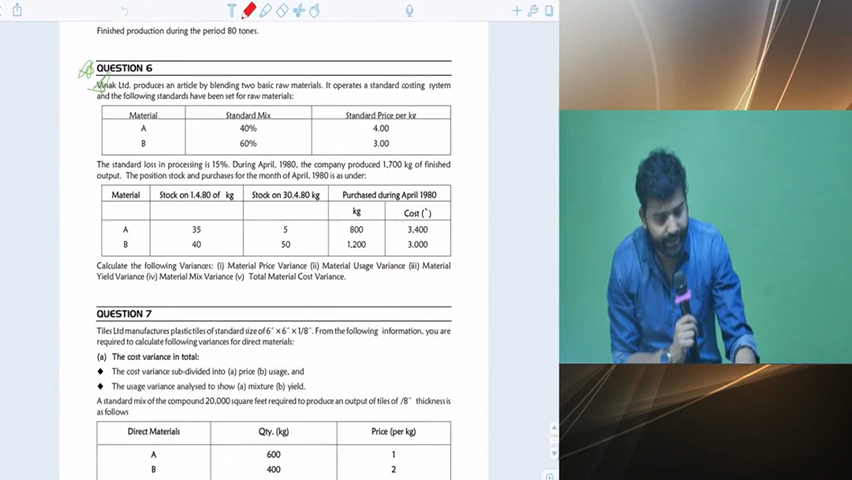 Finished production during the period 80 tones.
QUESTION 6
Vinak Ltd. produces an article by blending two basic raw materials. It operates a standard costing system
and the following standards have been set for raw materials:
Material Standard Mix Standard Price per kg
A 40% 4.00
B 60% 3.00
The standard loss in processing is 15%. During April, 1980, the company produced 1,700 kg of finished
output. The position stock and purchases for the month of April, 1980 is as under:
Material Stock on 1.4.80 of kg Stock on 30.4.80 kg Purchased during April 1980
kg Cost (`)
A 35 5 800 3,400
B 40 50 1,200 3,000
Calculate the following Variances: (i) Material Price Variance (ii) Material Usage Variance (iii) Material
Yield Variance (iv) Material Mix Variance (v) Total Material Cost Variance.
QUESTION 7
Tiles Ltd manufactures plastic tiles of standard size of 6″ × 6″ × 1/8″. From the following information, you are
required to calculate following variances for direct materials:
(a) The cost variance in total:
◆ The cost variance sub-divided into (a) price (b) usage, and
◆ The usage variance analysed to show (a) mixture (b) yield.
A standard mix of the compound 20,000 square feet required to produce an output of tiles of /8″ thickness is
as follows
Direct Materials Qty. (kg) Price (per kg)
A 600 1
B 400 2